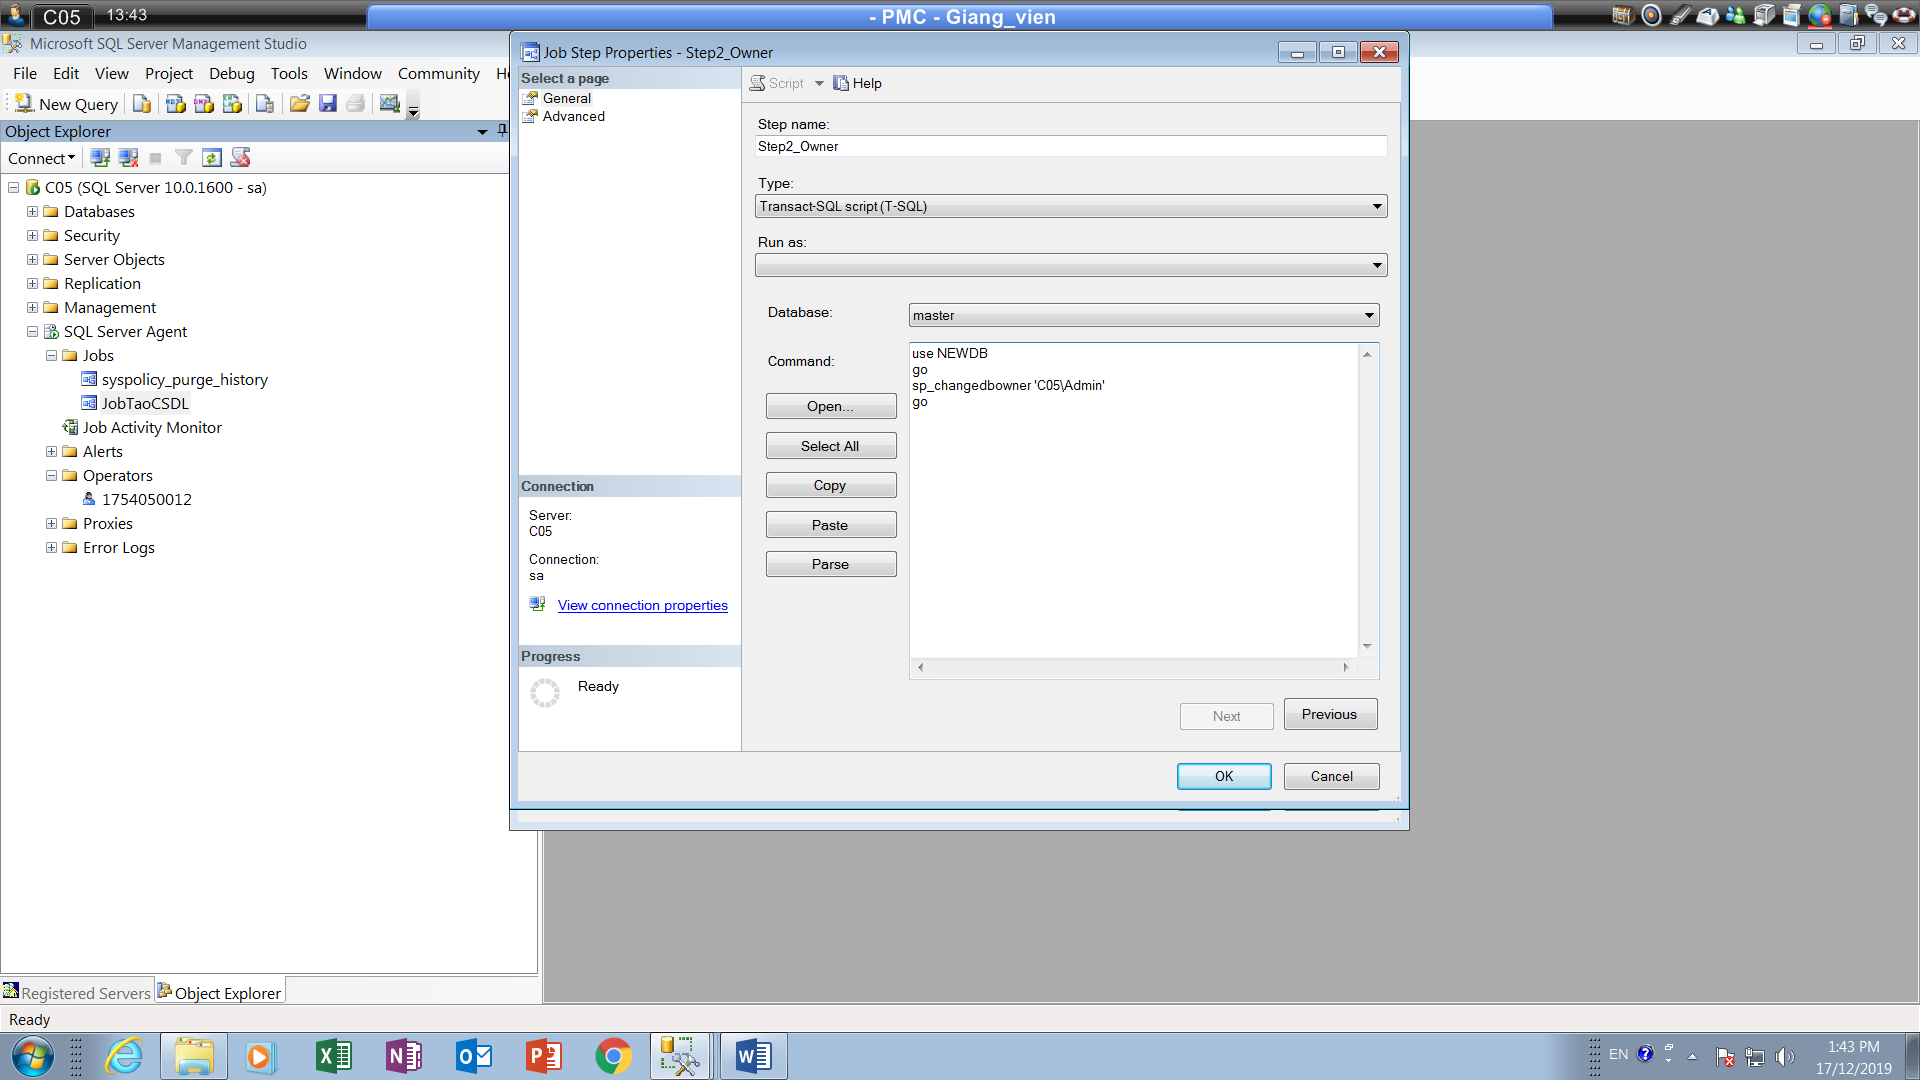 C05
13:43
- PMC - Giang_vien
Microsoft SQL Server Management Studio
File Edit View Project Debug Tools Window Community
New Query
Object Explorer
Connect
C05 (SQL Server 10.0.1600 - sa)
Databases
Security
Server Objects
Replication
Management
SQL Server Agent
Jobs
syspolicy_purge_history
JobTaoCSDL
Job Activity Monitor
Alerts
Operators
1754050012
Proxies
Error Logs
Registered Servers
Object Explorer
Ready
Job Step Properties - Step2_Owner
Select a page
General
Advanced
Connection
Server:
C05
Connection:
sa
View connection properties
Progress
Ready
Script
Help
Step name:
Step2_Owner
Type:
Transact-SQL script (T-SQL)
Run as:
Database:
master
Command:
use NEWDB
go
sp_changedbowner 'C05\Admin'
go
Open...
Select All
Copy
Paste
Parse
Next
Previous
OK
Cancel
EN
1:43 PM
17/12/2019